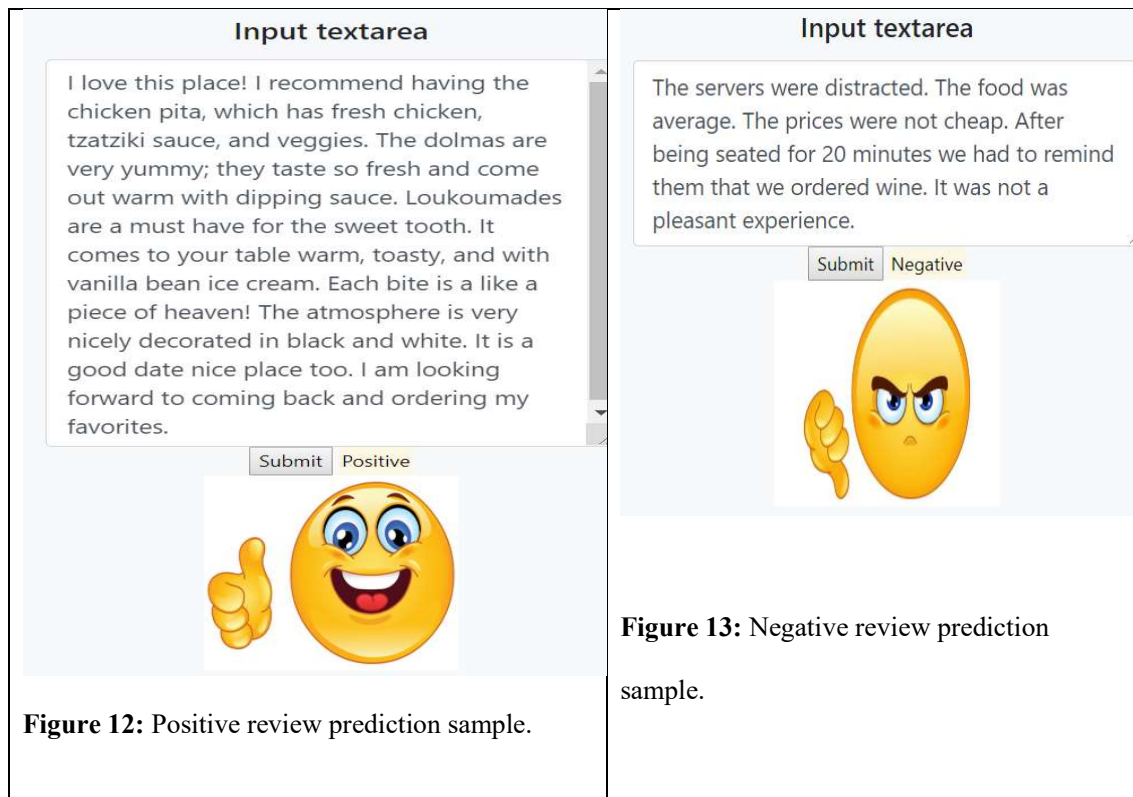 Input textarea
I love this place! I recommend having the
chicken pita, which has fresh chicken,
tzatziki sauce, and veggies. The dolmas are
very yummy; they taste so fresh and come
out warm with dipping sauce. Loukoumades
are a must have for the sweet tooth. It
comes to your table warm, toasty, and with
vanilla bean ice cream. Each bite is a like a
piece of heaven! The atmosphere is very
nicely decorated in black and white. It is a
good date nice place too. I am looking
forward to coming back and ordering my
favorites.
Submit Positive
Figure 12: Positive review prediction sample.
Input textarea
The servers were distracted. The food was
average. The prices were not cheap. After
being seated for 20 minutes we had to remind
them that we ordered wine. It was not a
pleasant experience.
Submit Negative
Figure 13: Negative review prediction
sample.